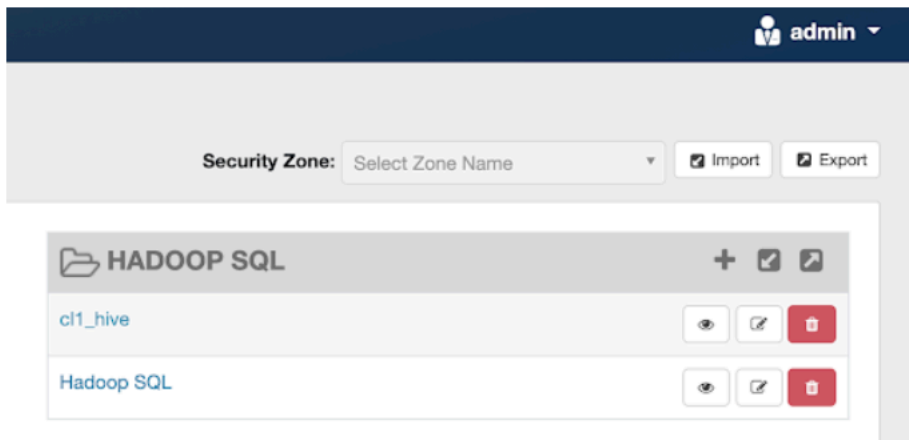 admin
Security Zone: Select Zone Name Import Export
HADOOP SQL
cl1_hive
Hadoop SQL